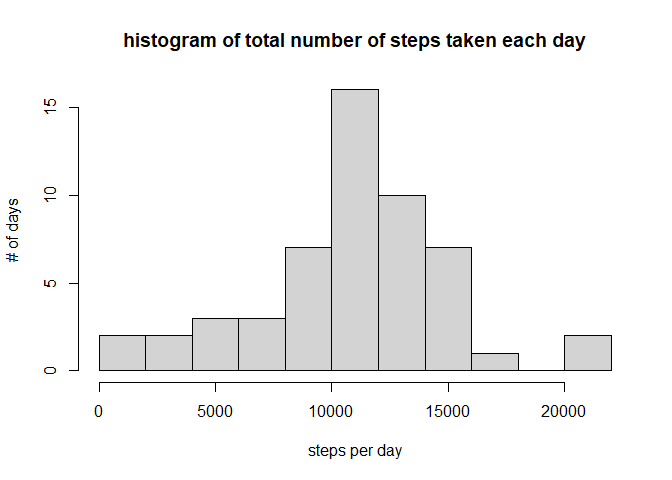 histogram of total number of steps taken each day
15
10
5
0
# of days
0 5000 10000 15000 20000
steps per day